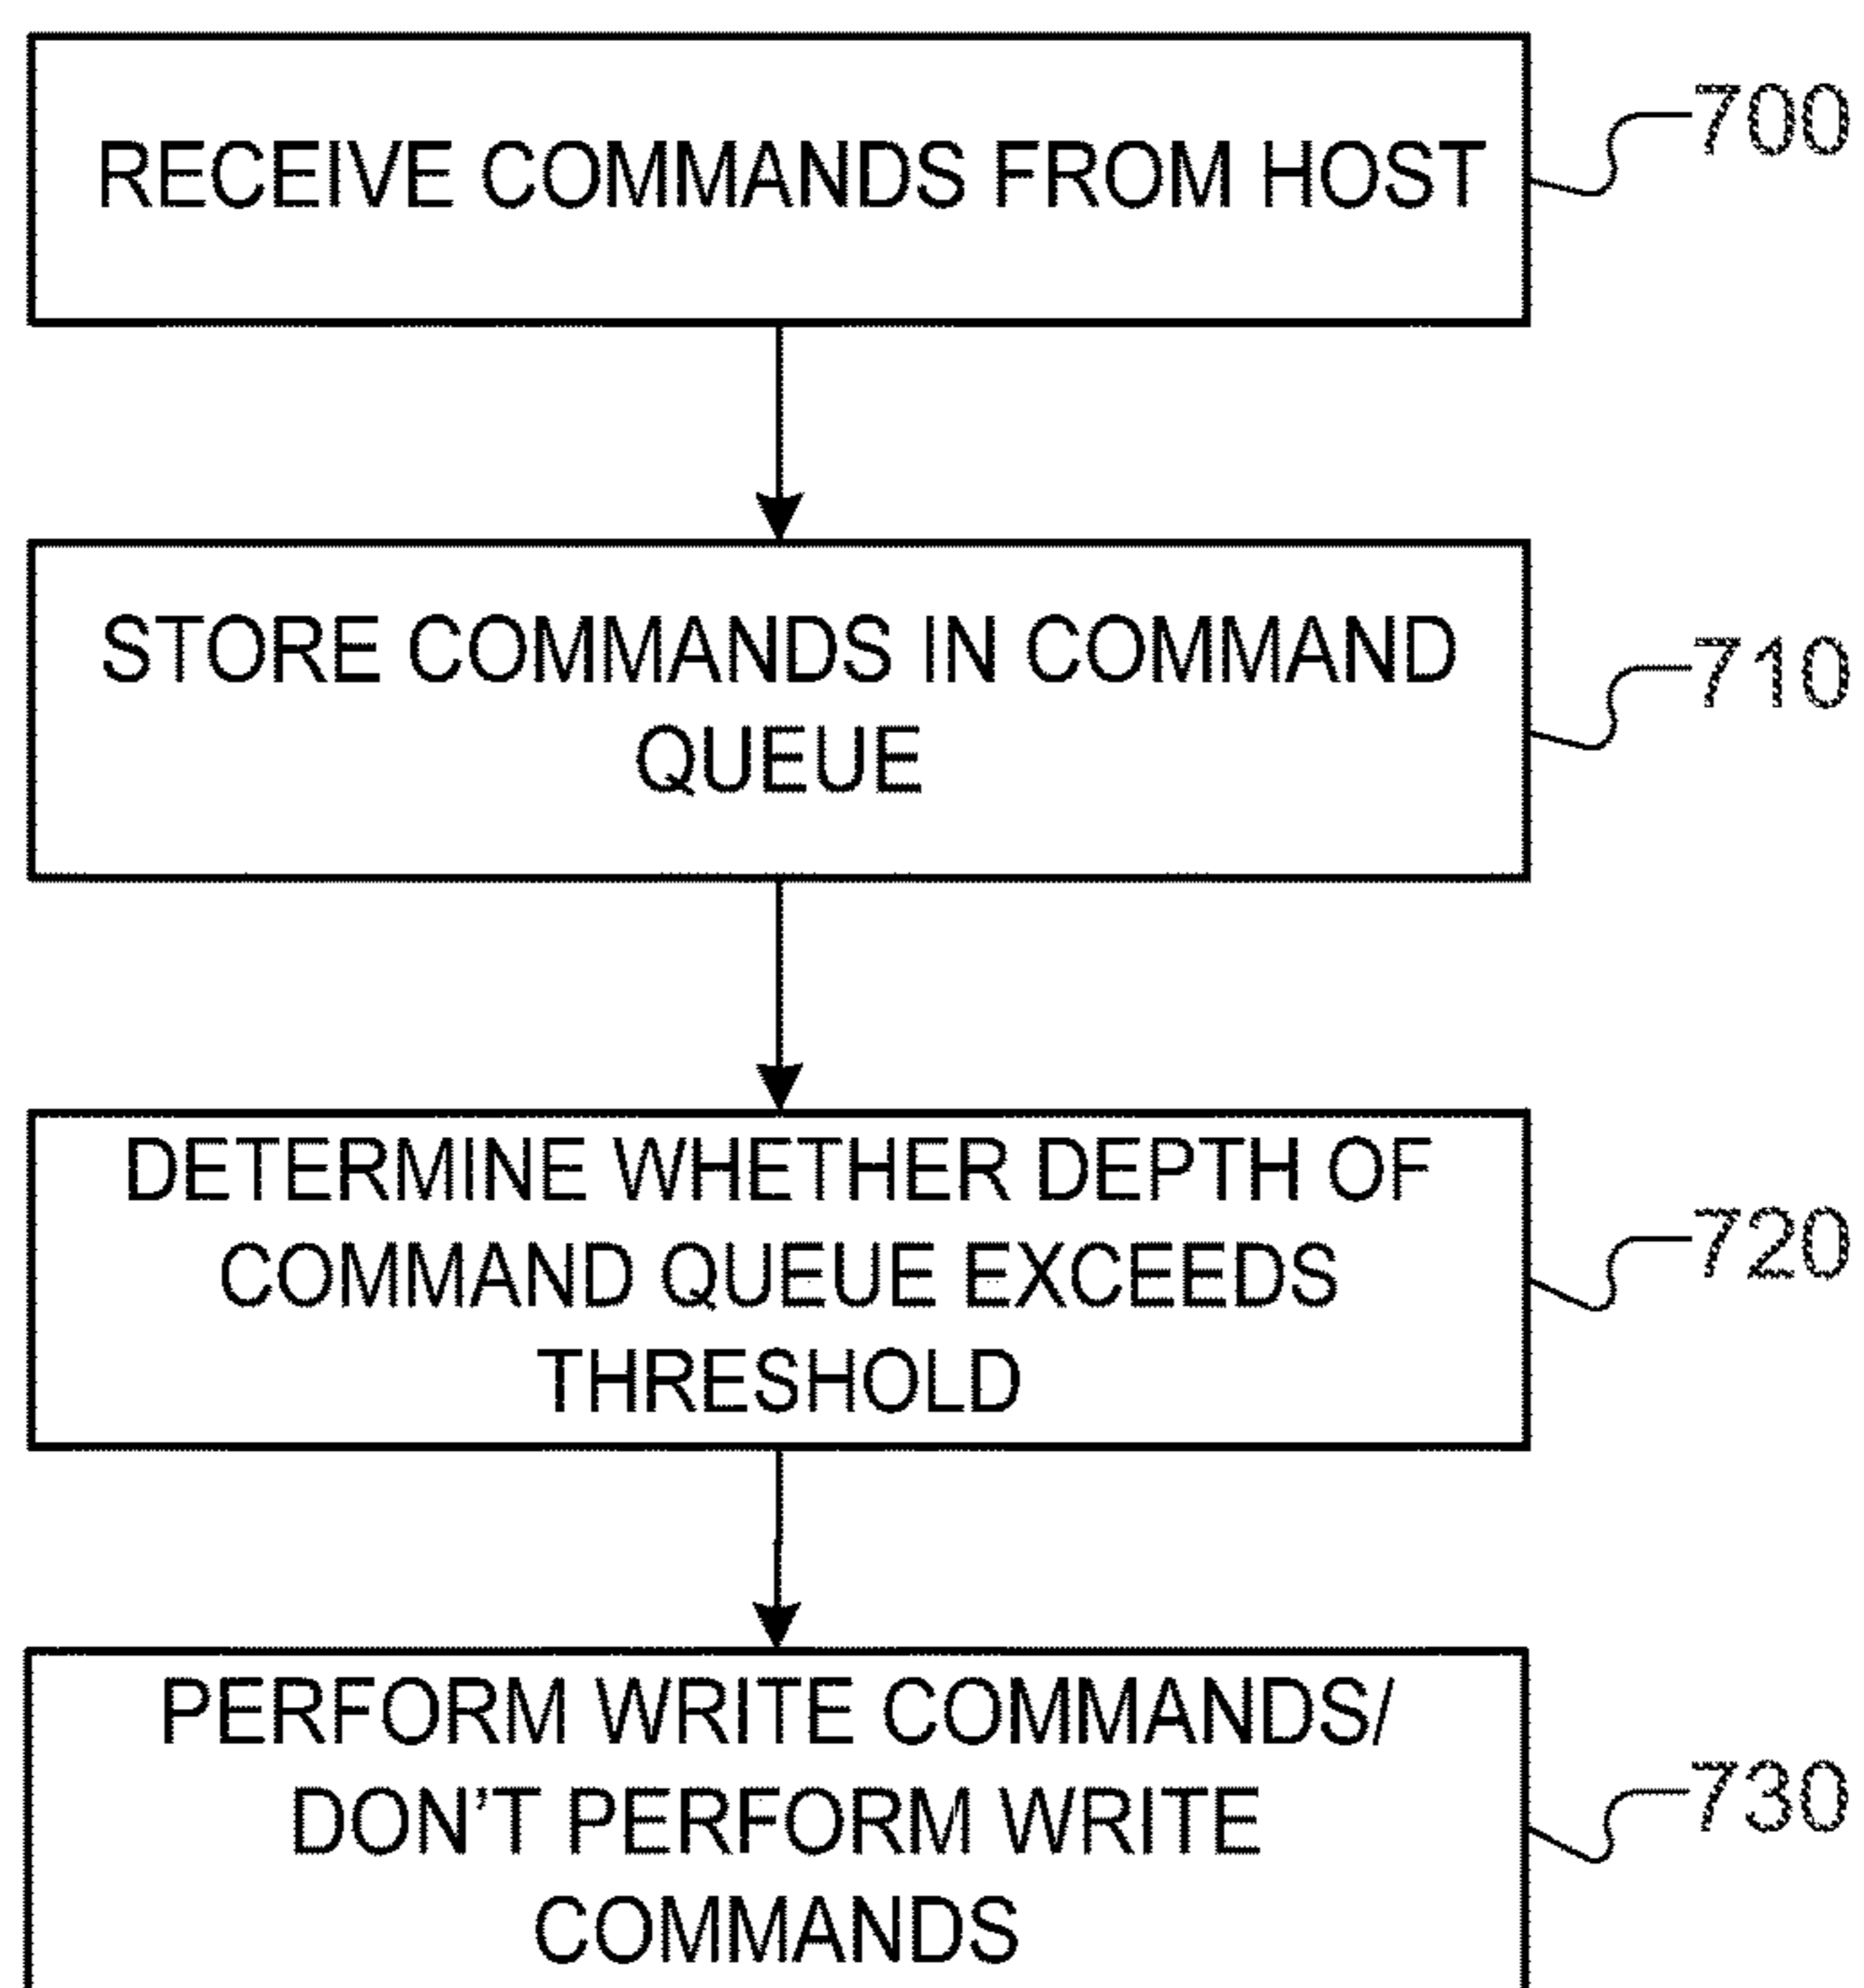 RECEIVE COMMANDS FROM HOST
700
STORE COMMANDS IN COMMAND
QUEUE
710
DETERMINE WHETHER DEPTH OF
COMMAND QUEUE EXCEEDS
THRESHOLD
720
PERFORM WRITE COMMANDS/
DON'T PERFORM WRITE
COMMANDS
730